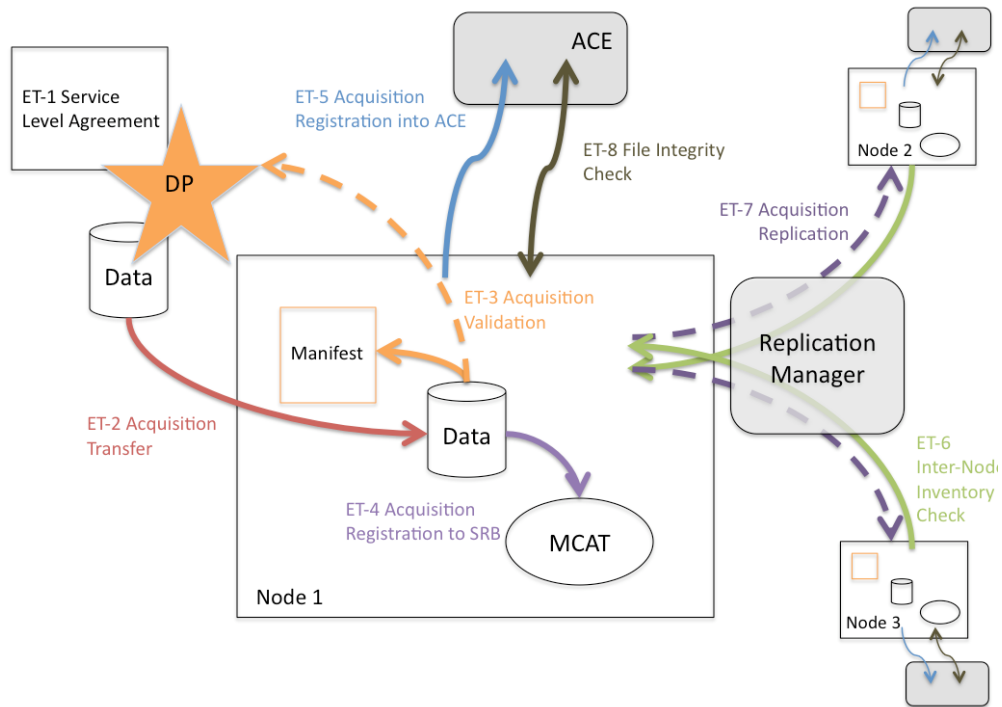 ACE
ET-1 Service
Level Agreement
DP
ET-5 Acquisition
Registration into ACE
ET-8 File Integrity
Check
Node 2
ET-7 Acquisition
Replication
Data
ET-3 Acquisition
Validation
Manifest
Replication
Manager
ET-2 Acquisition
Transfer
Data
ET-4 Acquisition
Registration to SRB
MCAT
ET-6
Inter-Node
Inventory
Check
Node 1
Node 3